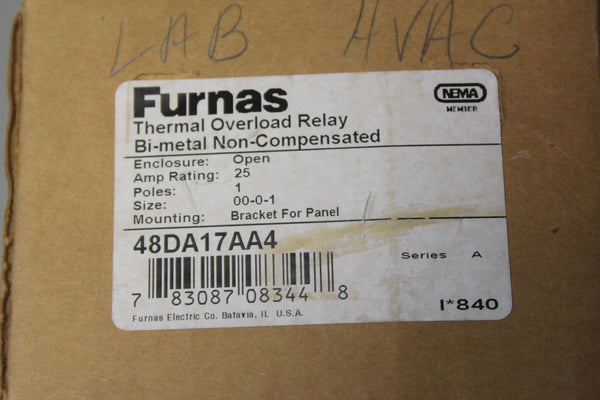 LAB HVAC
Furnas
NEMA
MEMBER
Thermal Overload Relay
Bi-metal Non-Compensated
Enclosure: Open
Amp Rating: 25
Poles: 1
Size: 00-0-1
Mounting: Bracket For Panel
48DA17AA4
Series A
7 83087 08344 8
I*840
Furnas Electric Co. Batavia, IL U.S.A.